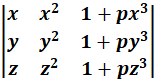 |x x² 1 + px³|
|y y² 1 + py³|
|z z² 1 + pz³|